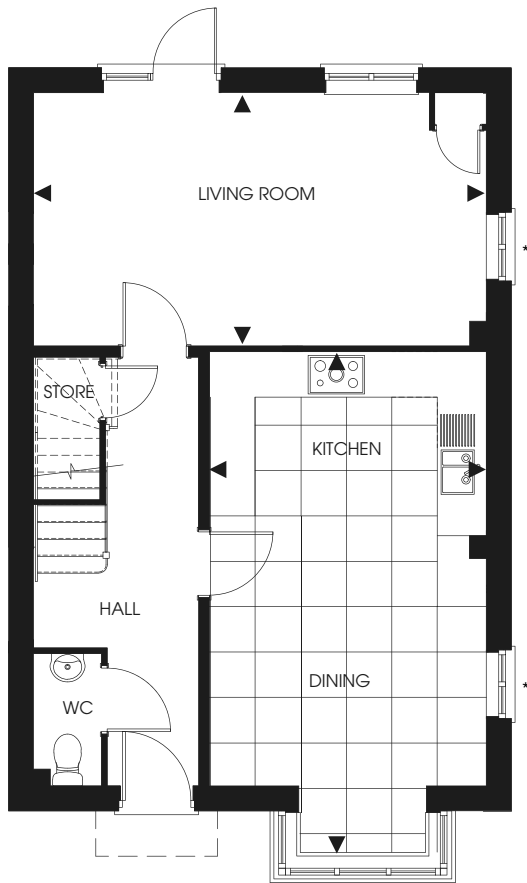 LIVING ROOM
*
STORE
KITCHEN
HALL
DINING
*
WC